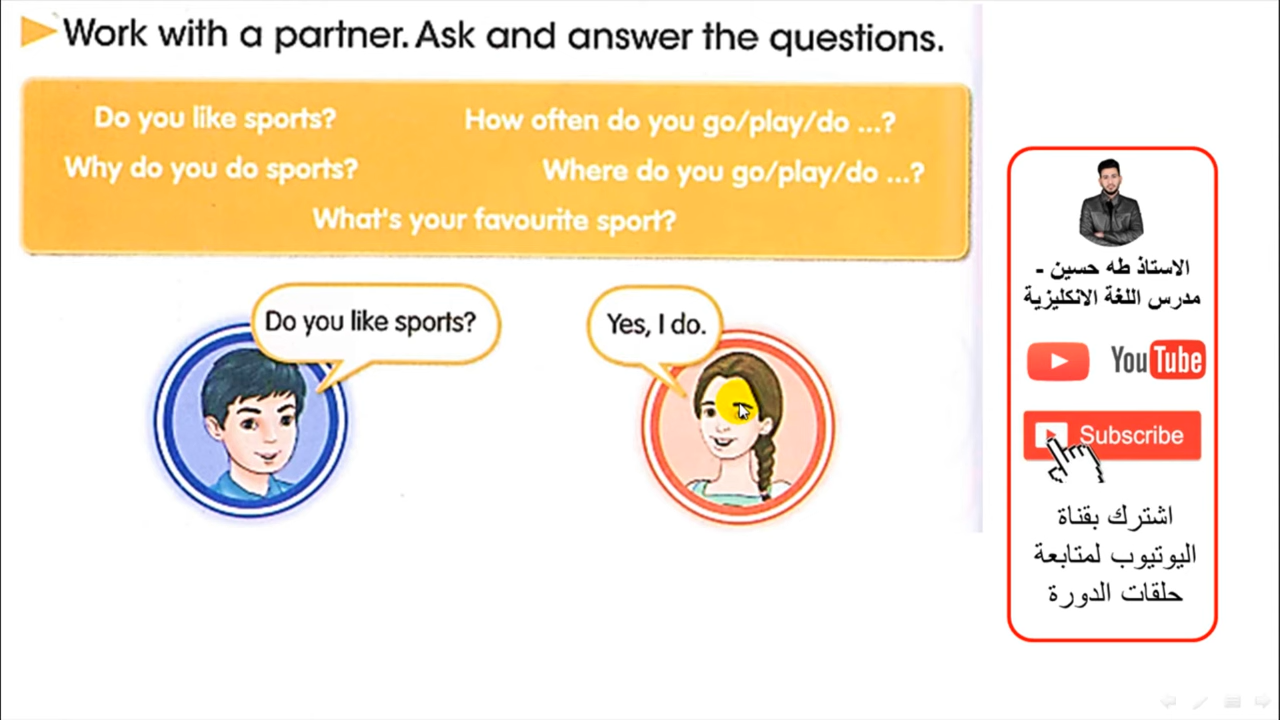 Work with a partner. Ask and answer the questions.
Do you like sports?
How often do you go/play/do ...?
Why do you do sports?
Where do you go/play/do ...?
What's your favourite sport?
Do you like sports?
Yes, I do.
الاستاذ طه حسين -
مدرس اللغة الانكليزية
YouTube
Subscribe
اشترك بقناة
اليوتيوب لمتابعة
حلقات الدورة